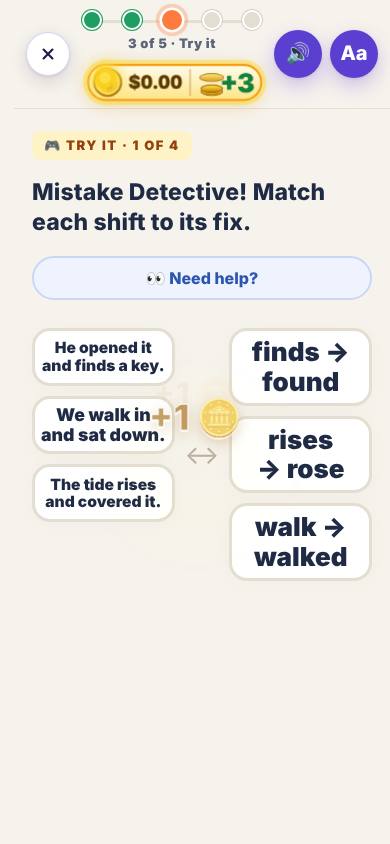 3 of 5 · Try it
$0.00
+3
Aa
TRY IT · 1 OF 4
Mistake Detective! Match
each shift to its fix.
Need help?
He opened it
and finds a key.
We walk in
and sat down.
The tide rises
and covered it.
+1
finds →
found
rises
→ rose
walk →
walked